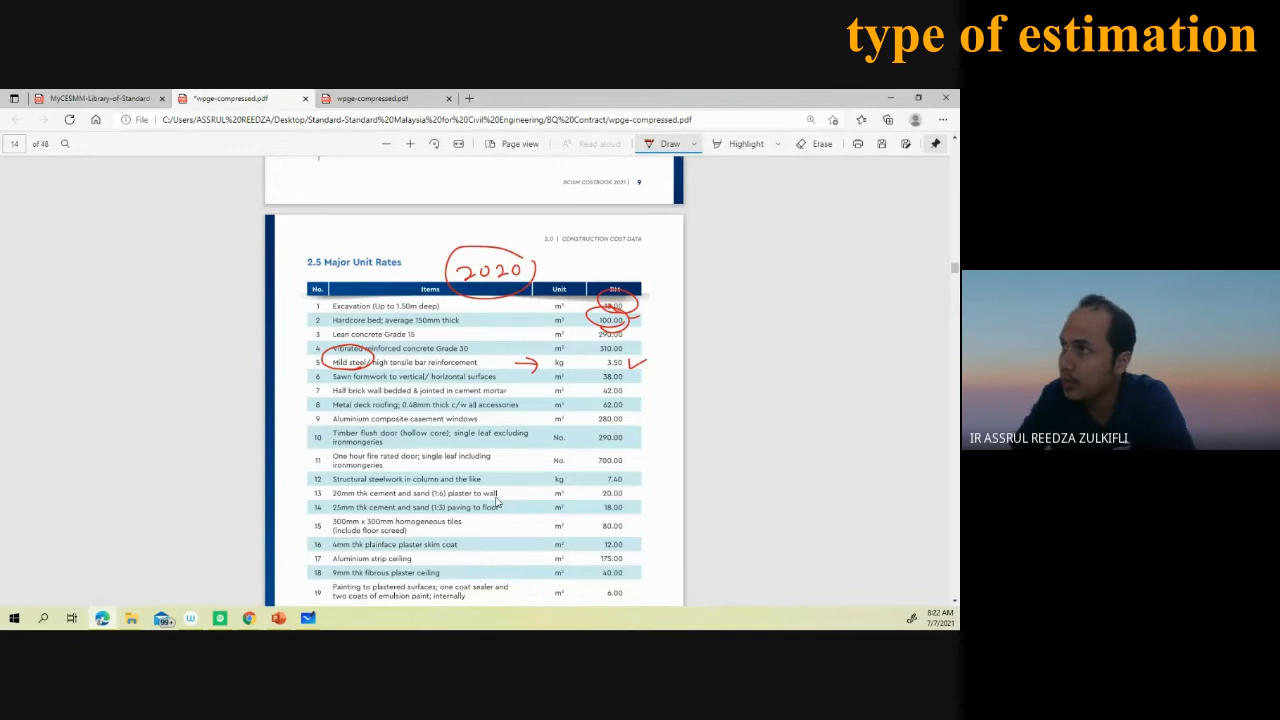 type of estimation
MyCESMM-Library-of-Standard-
*wpge-compressed.pdf
wpge-compressed.pdf
File
C:/Users/ASSRUL%20REEDZA/Desktop/Standard-Standard%20Malaysia%20for%20Civil%20Engineering/BQ%20Contract/wpge-compressed.pdf
14 of 48
Page view
Read aloud
Draw
Highlight
Erase
BCISM COSTBOOK 2021 | 9
2.0 | CONSTRUCTION COST DATA
2.5 Major Unit Rates
2020
No. Items Unit RM
1 Excavation (Up to 1.50m deep) m³
2 Hardcore bed; average 150mm thick m³ 100.00
3 Lean concrete Grade 15 m³ 290.00
4 Vibrated reinforced concrete Grade 30 m³ 310.00
5 Mild steel/ high tensile bar reinforcement kg 3.50
6 Sawn formwork to vertical/ horizontal surfaces m² 38.00
7 Half brick wall bedded & jointed in cement mortar m² 42.00
8 Metal deck roofing; 0.48mm thick c/w all accessories m² 62.00
9 Aluminium composite casement windows m² 280.00
10 Timber flush door (hollow core); single leaf excluding
ironmongeries No. 290.00
11 One hour fire rated door; single leaf including
ironmongeries No. 700.00
12 Structural steelwork in column and the like kg 7.40
13 20mm thk cement and sand (1:6) plaster to wall m² 20.00
14 25mm thk cement and sand (1:3) paving to floor m² 18.00
15 300mm x 300mm homogeneous tiles
(include floor screed) m² 80.00
16 4mm thk plainface plaster skim coat m² 12.00
17 Aluminium strip ceiling m² 175.00
18 9mm thk fibrous plaster ceiling m² 40.00
19 Painting to plastered surfaces; one coat sealer and
two coats of emulsion paint; internally m² 6.00
IR ASSRUL REEDZA ZULKIFLI
99+
8:22 AM
7/7/2021